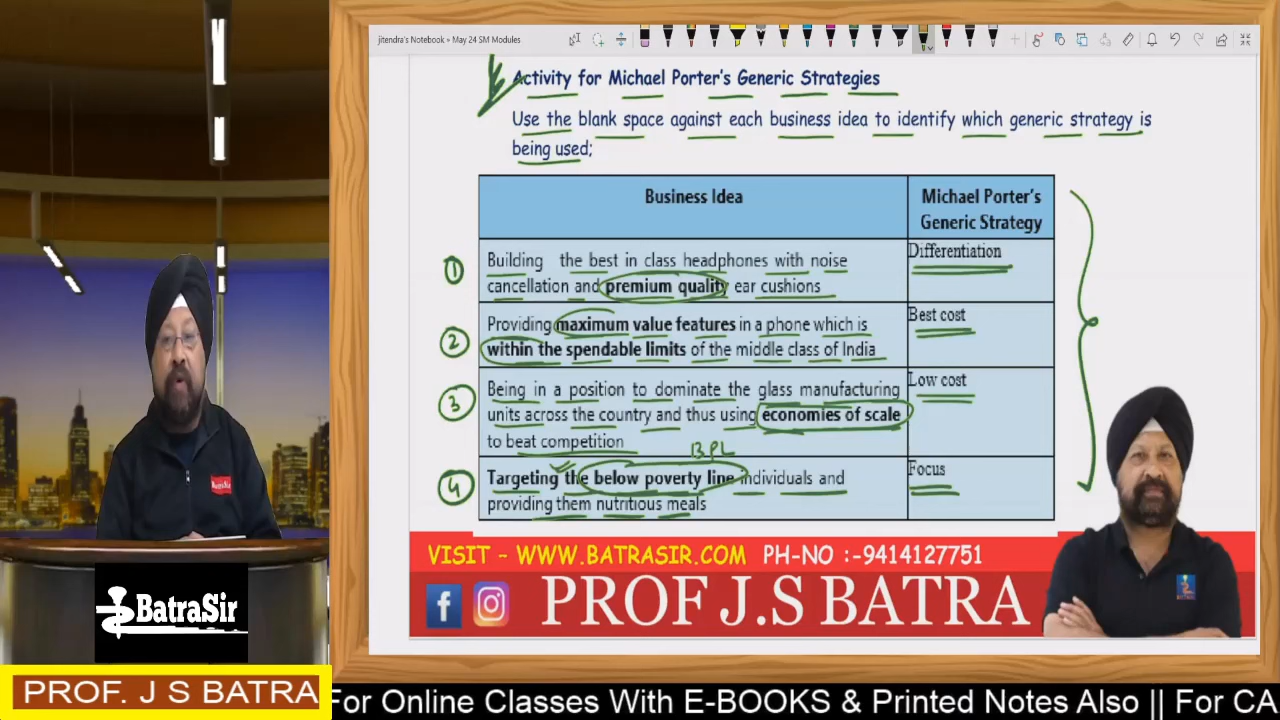 jitendra's Notebook » May 24 SM Modules
Activity for Michael Porter's Generic Strategies
Use the blank space against each business idea to identify which generic strategy is
being used;
Business Idea
Michael Porter's
Generic Strategy
1
Building the best in class headphones with noise
cancellation and premium quality ear cushions
Differentiation
2
Providing maximum value features in a phone which is
within the spendable limits of the middle class of India
Best cost
3
Being in a position to dominate the glass manufacturing
units across the country and thus using economies of scale
to beat competition
Low cost
BPL
4
Targeting the below poverty line individuals and
providing them nutritious meals
Focus
VISIT - WWW.BATRASIR.COM PH-NO :-9414127751
PROF J.S BATRA
BatraSir
PROF. J S BATRA
For Online Classes With E-BOOKS & Printed Notes Also || For CA